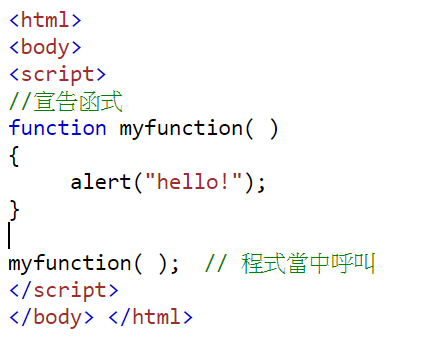 <html>
<body>
<script>
//宣告函式
function myfunction( )
{
alert("hello!");
}
myfunction( );  // 程式當中呼叫
</script>
</body> </html>